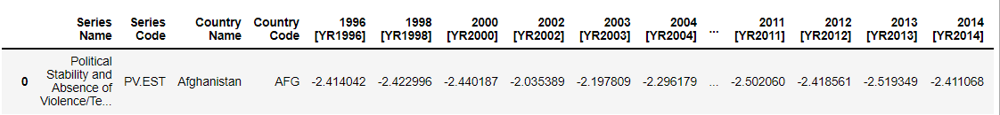 Series Name Series Code Country Name Country Code 1996 [YR1996] 1998 [YR1998] 2000 [YR2000] 2002 [YR2002] 2003 [YR2003] 2004 [YR2004] ... 2011 [YR2011] 2012 [YR2012] 2013 [YR2013] 2014 [YR2014]
0 Political Stability and Absence of Violence/Te... PV.EST Afghanistan AFG -2.414042 -2.422996 -2.440187 -2.035389 -2.197809 -2.296179 ... -2.502060 -2.418561 -2.519349 -2.411068